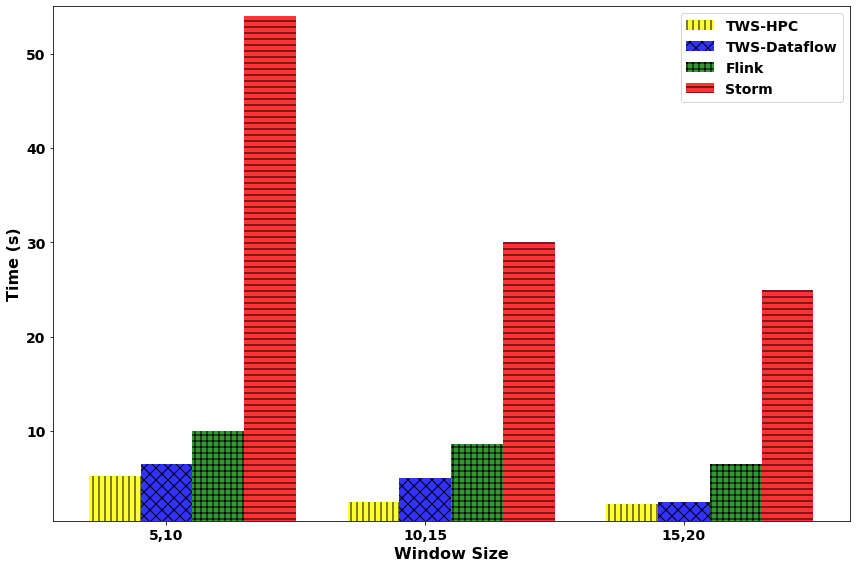 TWS-HPC
TWS-Dataflow
Flink
Storm
50
40
30
20
10
Time (s)
5,10
10,15
15,20
Window Size